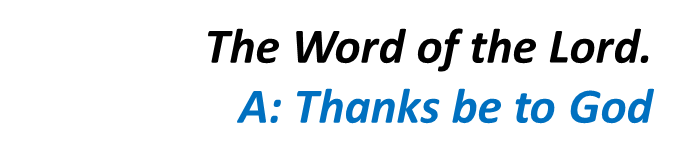 The Word of the Lord.
A: Thanks be to God